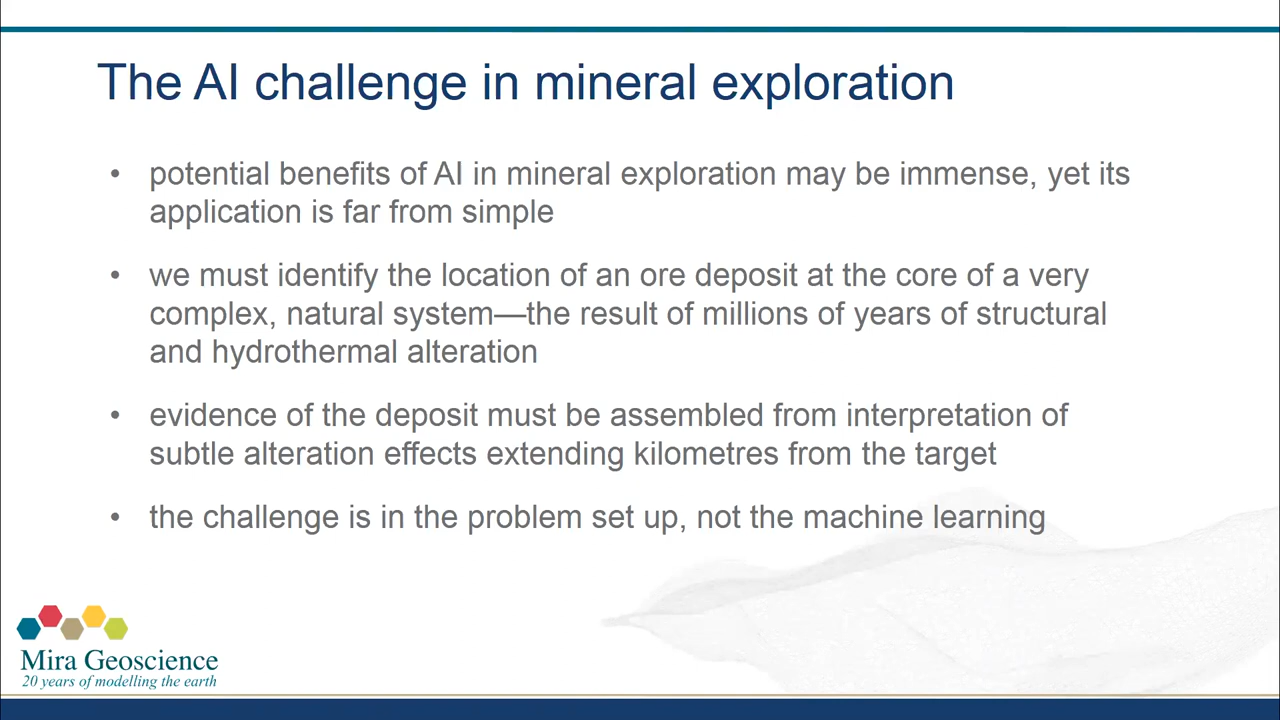 The AI challenge in mineral exploration
• potential benefits of AI in mineral exploration may be immense, yet its
application is far from simple
• we must identify the location of an ore deposit at the core of a very
complex, natural system—the result of millions of years of structural
and hydrothermal alteration
• evidence of the deposit must be assembled from interpretation of
subtle alteration effects extending kilometres from the target
• the challenge is in the problem set up, not the machine learning
Mira Geoscience
20 years of modelling the earth